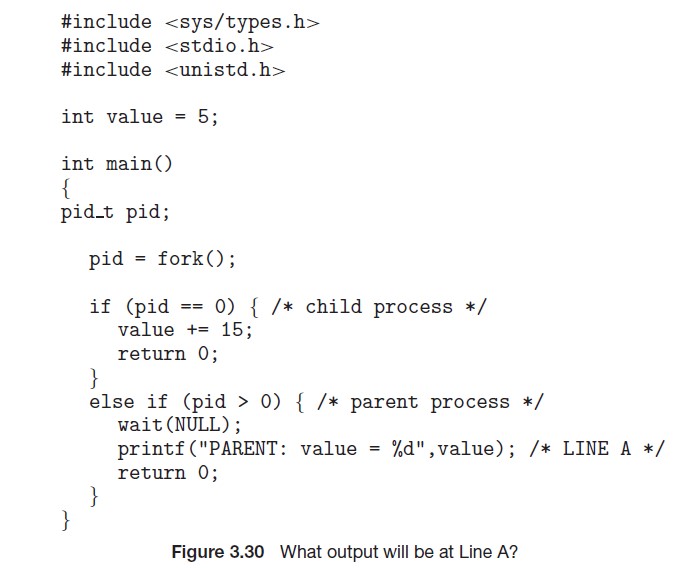 #include <sys/types.h>
#include <stdio.h>
#include <unistd.h>
int value = 5;
int main()
{
pid_t pid;
pid = fork();
if (pid == 0) { /* child process */
value += 15;
return 0;
}
else if (pid > 0) { /* parent process */
wait(NULL);
printf("PARENT: value = %d",value); /* LINE A */
return 0;
}
}
Figure 3.30 What output will be at Line A?